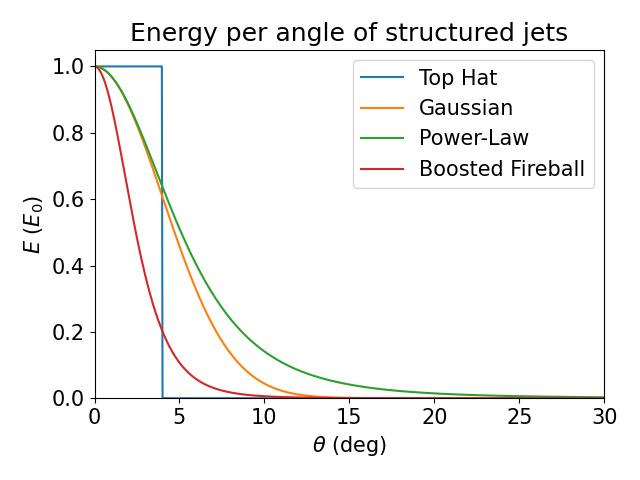 Energy per angle of structured jets
Top Hat
Gaussian
Power-Law
Boosted Fireball
E (E₀)
1.0
0.8
0.6
0.4
0.2
0.0
0 5 10 15 20 25 30
θ (deg)